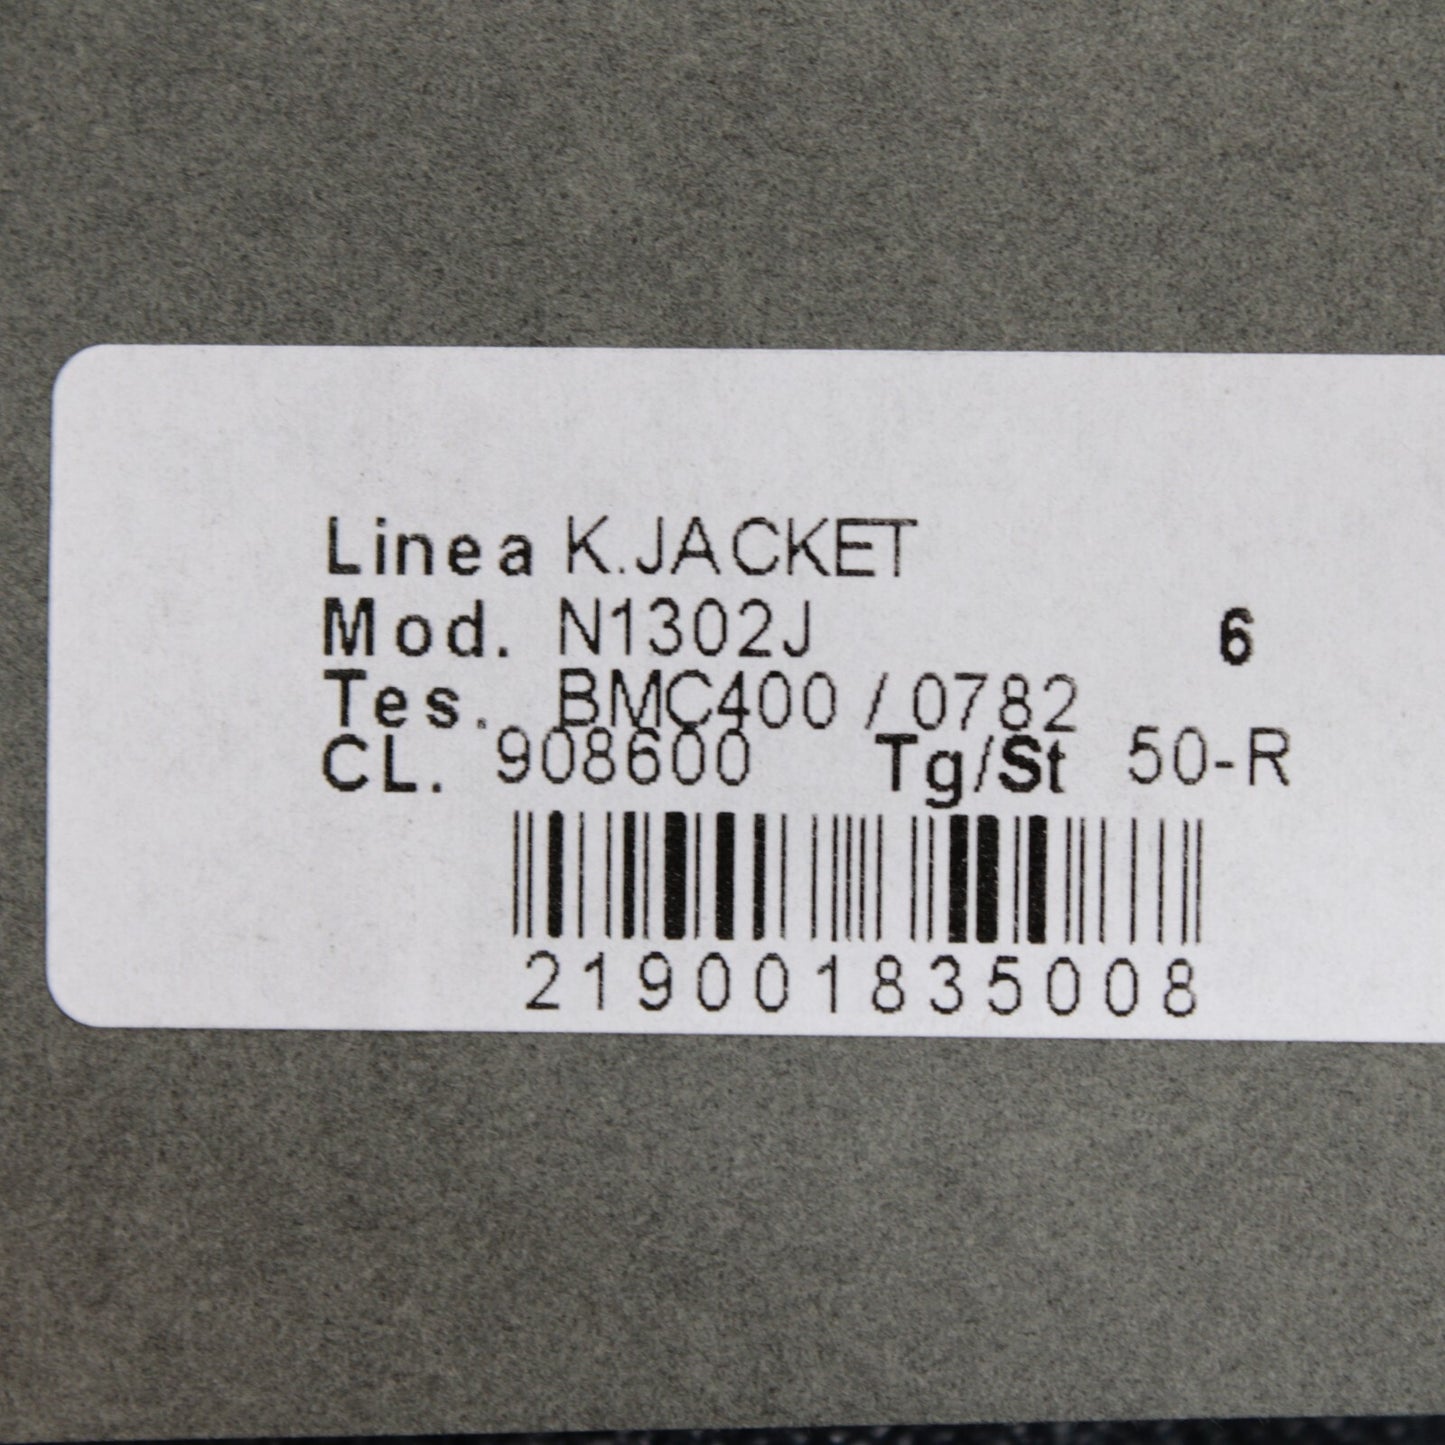 Linea K.JACKET
Mod. N1302J 6
Tes. BMC400 / 0782
CL. 908600 Tg/St 50-R
219001835008